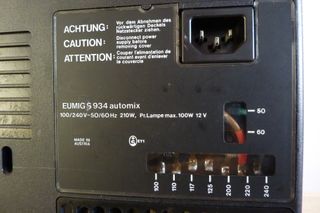 ACHTUNG:
Vor dem Abnehmen des
rückwärtigen Deckels
Netzstecker ziehen
CAUTION:
Disconnect power
supply before
removing cover
ATTENTION:
Couper l'alimentation de
courant avant d'enlever
le couvercle
EUMIG S 934 automix
100/240V~50/60Hz 210W, Pr.Lampe max. 100W 12 V
MADE IN
AUSTRIA
ET1
50
60
100
110
117
125
200
220
240